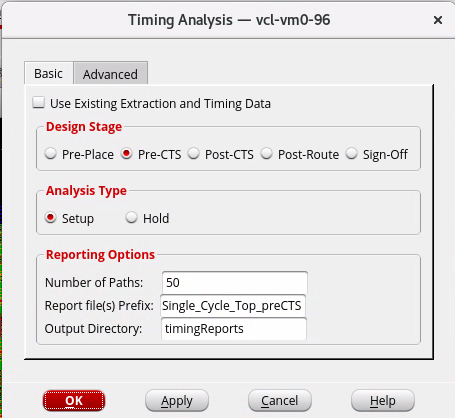 Timing Analysis — vcl-vm0-96 ×
Basic Advanced
Use Existing Extraction and Timing Data
Design Stage
Pre-Place Pre-CTS Post-CTS Post-Route Sign-Off
Analysis Type
Setup Hold
Reporting Options
Number of Paths: 50
Report file(s) Prefix: Single_Cycle_Top_preCTS
Output Directory: timingReports
OK Apply Cancel Help